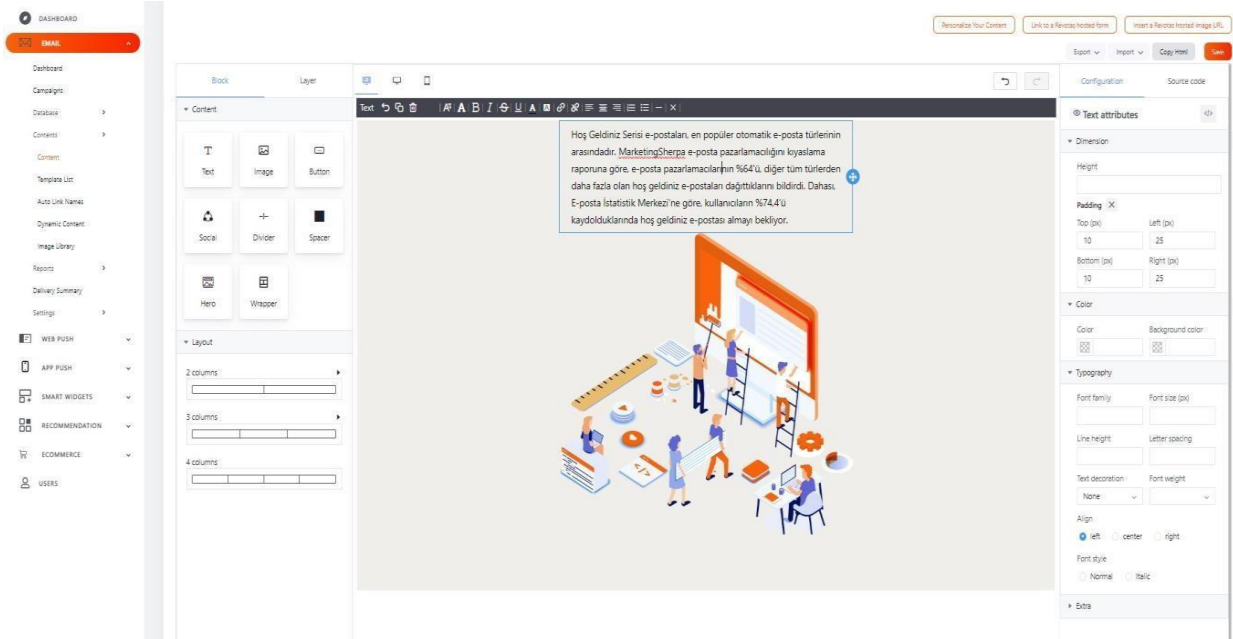 DASHBOARD
EMAIL
Dashboard
Campaigns
Database
Contents
Content
Template List
Auto Link Names
Dynamic Content
Image Library
Reports
Delivery Summary
Settings
WEB PUSH
APP PUSH
SMART WIDGETS
RECOMMENDATION
ECOMMERCE
USERS
Personalize Your Content
Link to a Revotas hosted form
Insert a Revotas hosted image URL
Export
Import
Copy Html
Save
Block
Layer
Content
Text
Image
Button
Social
Divider
Spacer
Hero
Wrapper
Layout
2 columns
3 columns
4 columns
Text
Hoş Geldiniz Serisi e-postaları, en popüler otomatik e-posta türlerinin
arasındadır. MarketingSherpa e-posta pazarlamacılığını kıyaslama
raporuna göre, e-posta pazarlamacılarının %64'ü, diğer tüm türlerden
daha fazla olan hoş geldiniz e-postaları dağıttıklarını bildirdi. Dahası,
E-posta İstatistik Merkezi'ne göre, kullanıcıların %74,4'ü
kaydolduklarında hoş geldiniz e-postası almayı bekliyor.
Configuration
Source code
Text attributes
Dimension
Height
Padding
Top (px)
Left (px)
10
25
Bottom (px)
Right (px)
10
25
Color
Color
Background color
Typography
Font family
Font size (px)
Line height
Letter spacing
Text decoration
Font weight
None
Align
left
center
right
Font style
Normal
Italic
Extra